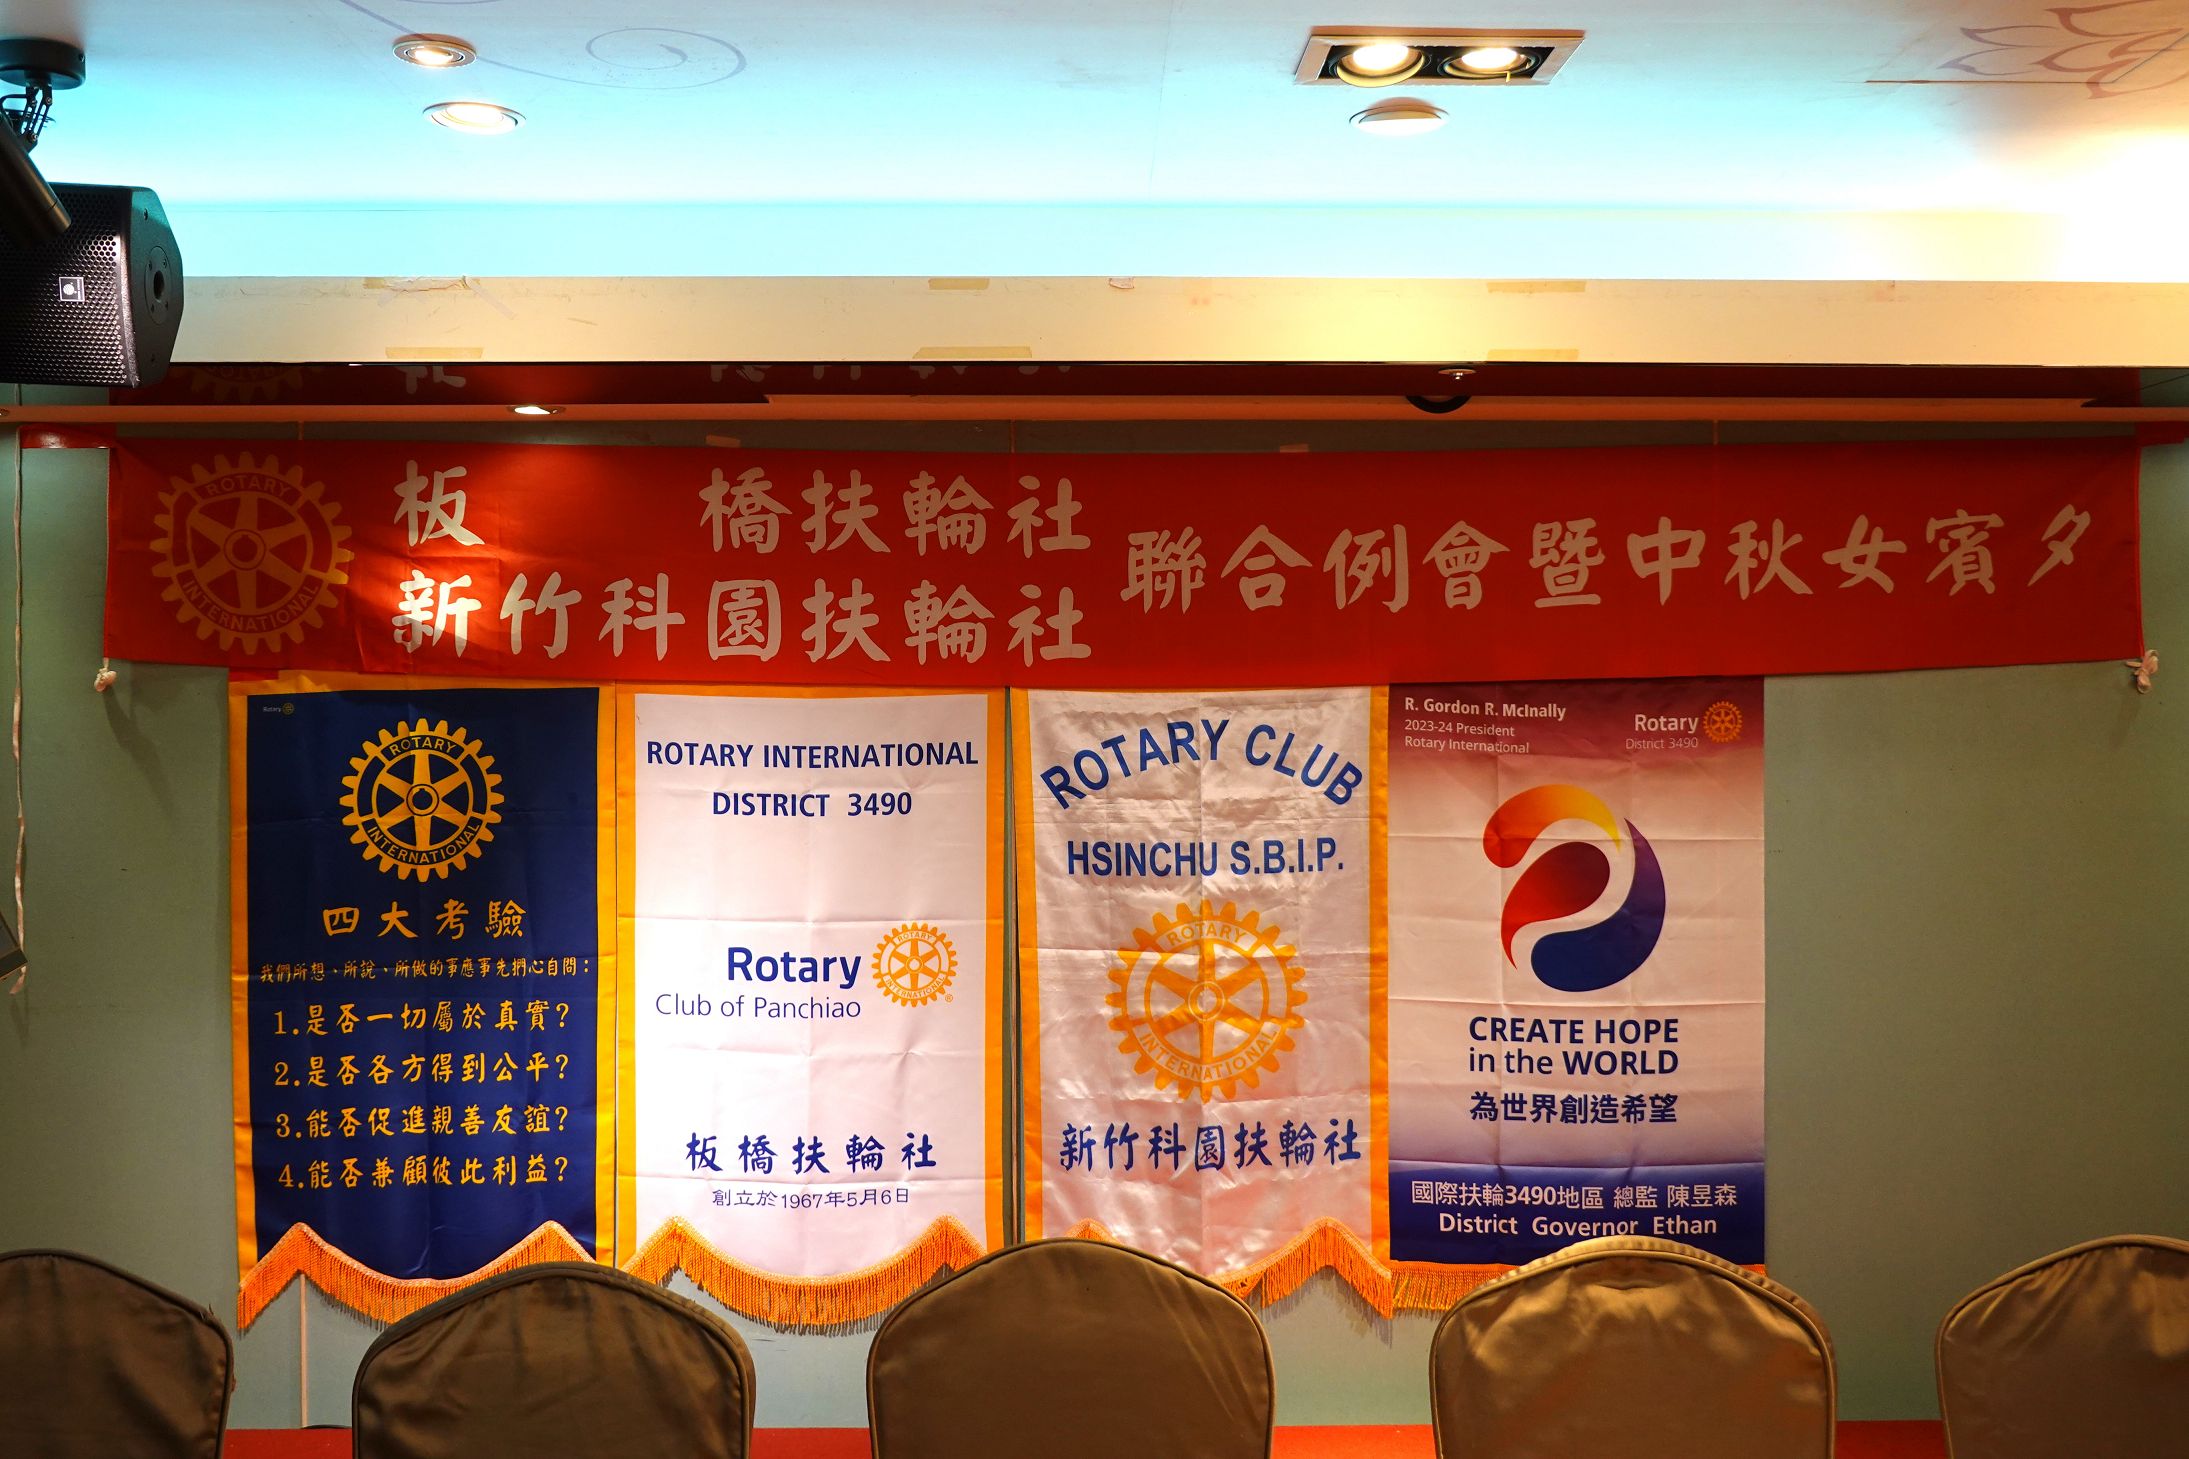 ROTARY
INTERNATIONAL
板橋扶輪社
新竹科園扶輪社
聯合例會暨中秋女賓夕
Rotary
ROTARY
INTERNATIONAL
四大考驗
我們所想、所說、所做的事應事先捫心自問：
1.是否一切屬於真實?
2.是否各方得到公平?
3.能否促進親善友誼?
4.能否兼顧彼此利益?
ROTARY INTERNATIONAL
DISTRICT 3490
Rotary
Club of Panchiao
ROTARY
INTERNATIONAL
板橋扶輪社
創立於1967年5月6日
ROTARY CLUB
HSINCHU S.B.I.P.
ROTARY
INTERNATIONAL
新竹科園扶輪社
R. Gordon R. McInally
2023-24 President
Rotary International
Rotary
District 3490
CREATE HOPE
in the WORLD
為世界創造希望
國際扶輪3490地區 總監 陳昱森
District Governor Ethan